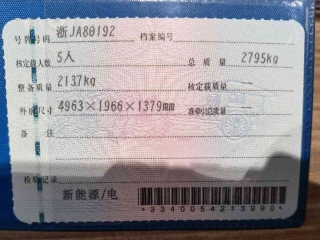 号牌号码 浙JA80192 档案编号
核定载人数 5人 总质量 2795kg
整备质量 2137kg 核定载质量 —
外廓尺寸 4963×1966×1379mm 准牵引总质量 —
备注
检验记录
新能源/电
*3340054213990*